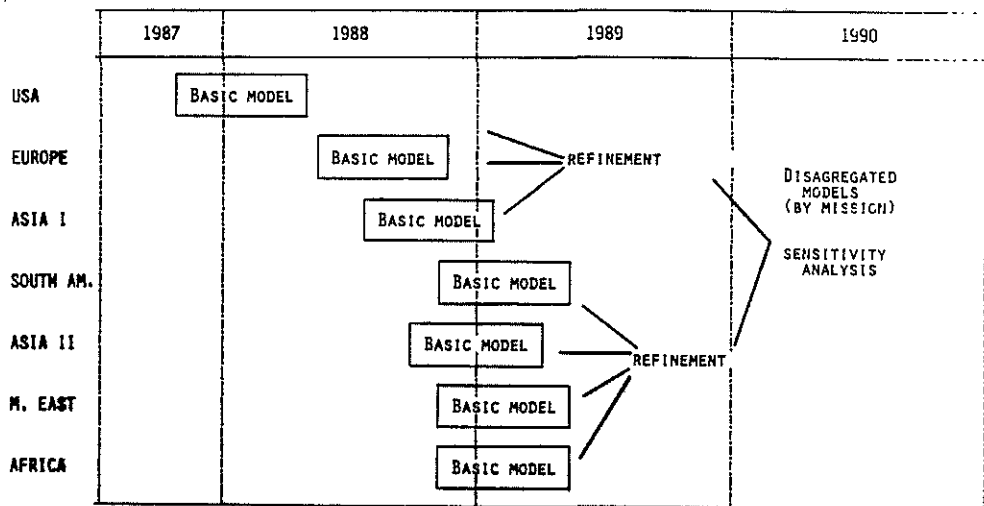 1987 1988 1989 1990
USA BASIC MODEL
EUROPE BASIC MODEL REFINEMENT
DISAGREGATED
MODELS
(BY MISSION)
ASIA I BASIC MODEL
SENSITIVITY
ANALYSIS
SOUTH AM. BASIC MODEL
ASIA II BASIC MODEL REFINEMENT
M. EAST BASIC MODEL
AFRICA BASIC MODEL